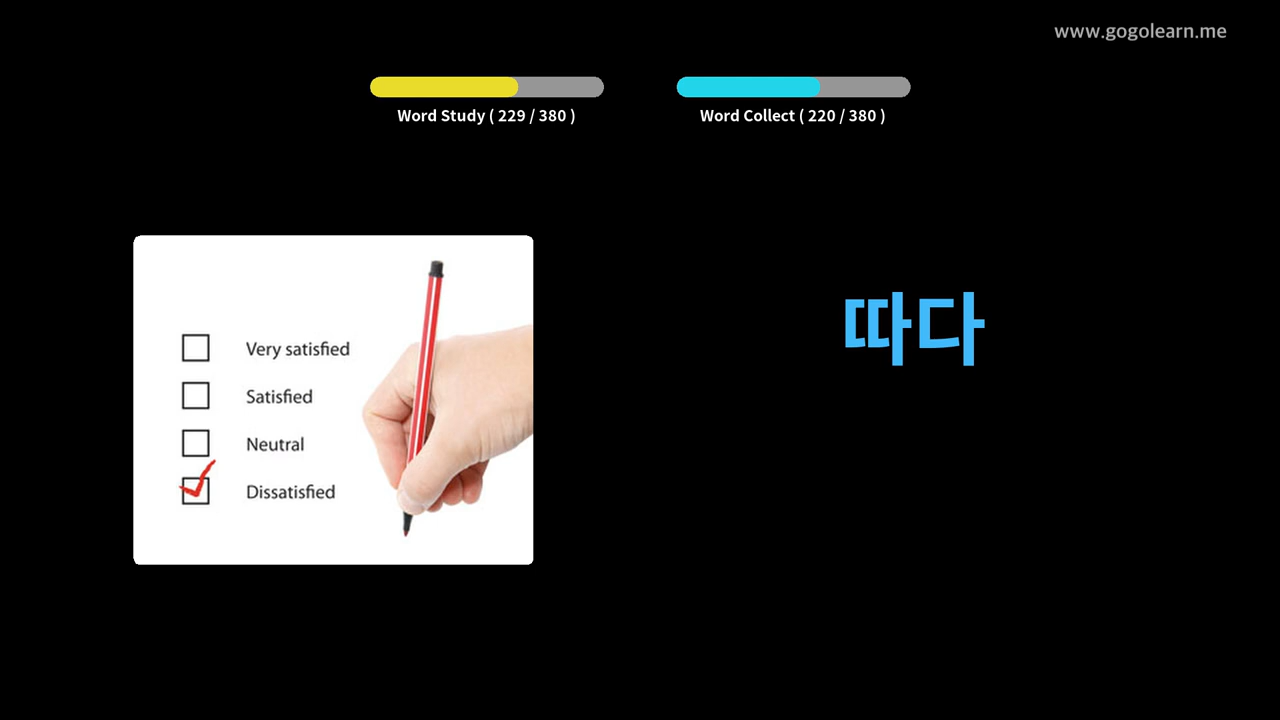 www.gogolearn.me
Word Study ( 229 / 380 )
Word Collect ( 220 / 380 )
따다
Very satisfied
Satisfied
Neutral
Dissatisfied